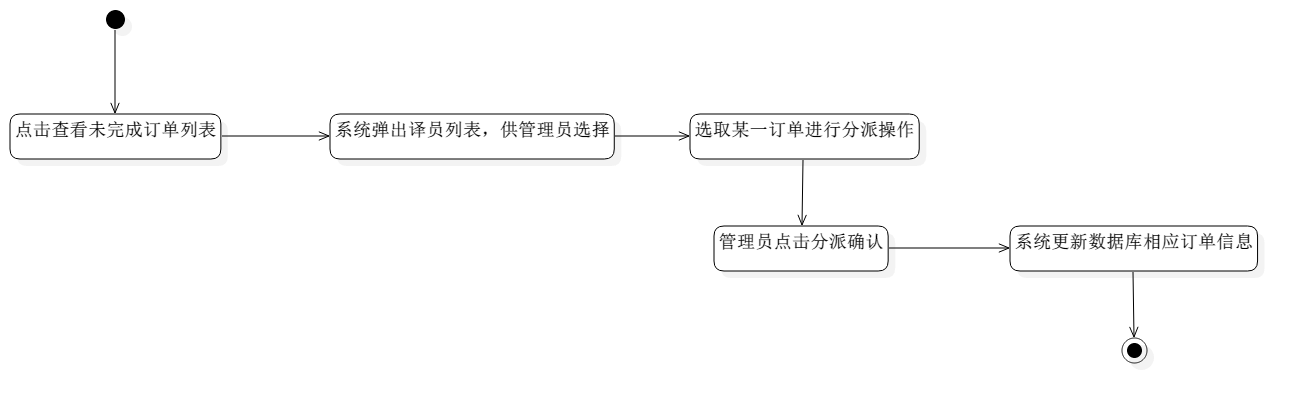 点击查看未完成订单列表
系统弹出译员列表，供管理员选择
选取某一订单进行分派操作
管理员点击分派确认
系统更新数据库相应订单信息